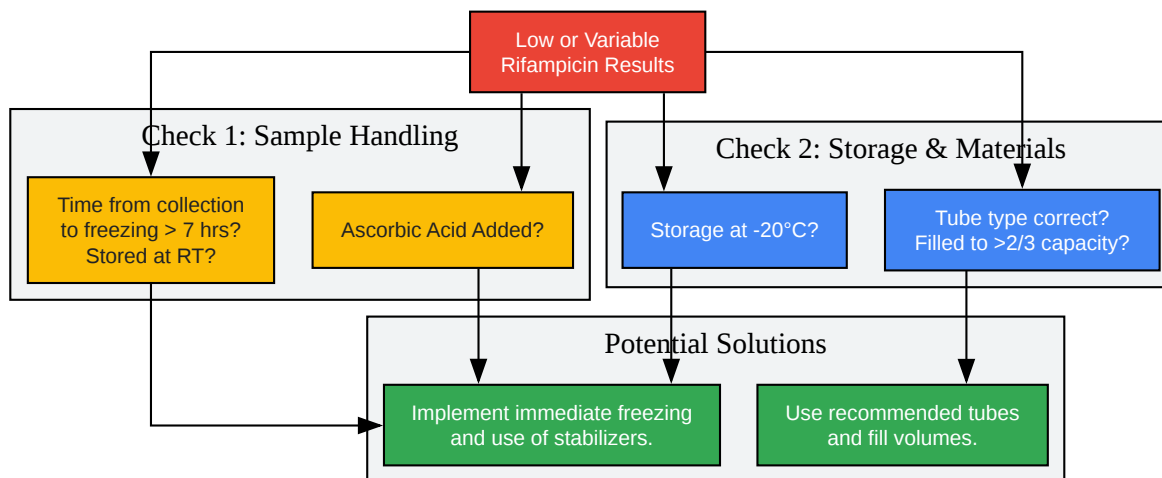 Low or Variable
Rifampicin Results
Check 1: Sample Handling
Time from collection
to freezing > 7 hrs?
Stored at RT?
Ascorbic Acid Added?
Check 2: Storage & Materials
Storage at -20°C?
Tube type correct?
Filled to >2/3 capacity?
Potential Solutions
Implement immediate freezing
and use of stabilizers.
Use recommended tubes
and fill volumes.